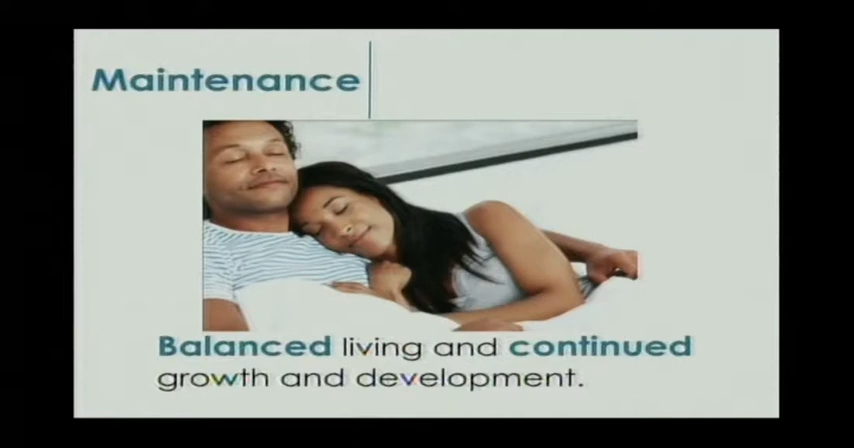 Maintenance
Balanced living and continued
growth and development.